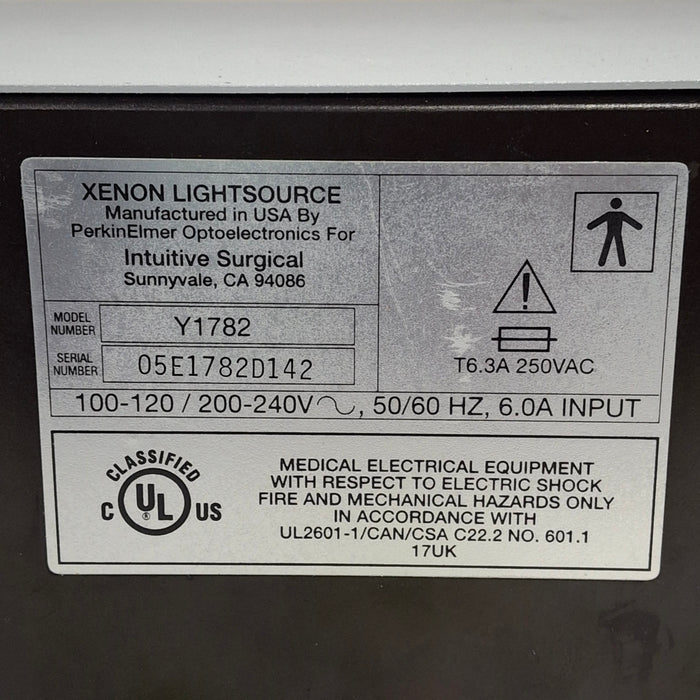 XENON LIGHTSOURCE
Manufactured in USA By
PerkinElmer Optoelectronics For
Intuitive Surgical
Sunnyvale, CA 94086
MODEL NUMBER Y1782
SERIAL NUMBER 05E1782D142
T6.3A 250VAC
100-120 / 200-240V, 50/60 HZ, 6.0A INPUT
CLASSIFIED
C UL® US
MEDICAL ELECTRICAL EQUIPMENT
WITH RESPECT TO ELECTRIC SHOCK
FIRE AND MECHANICAL HAZARDS ONLY
IN ACCORDANCE WITH
UL2601-1/CAN/CSA C22.2 NO. 601.1
17UK